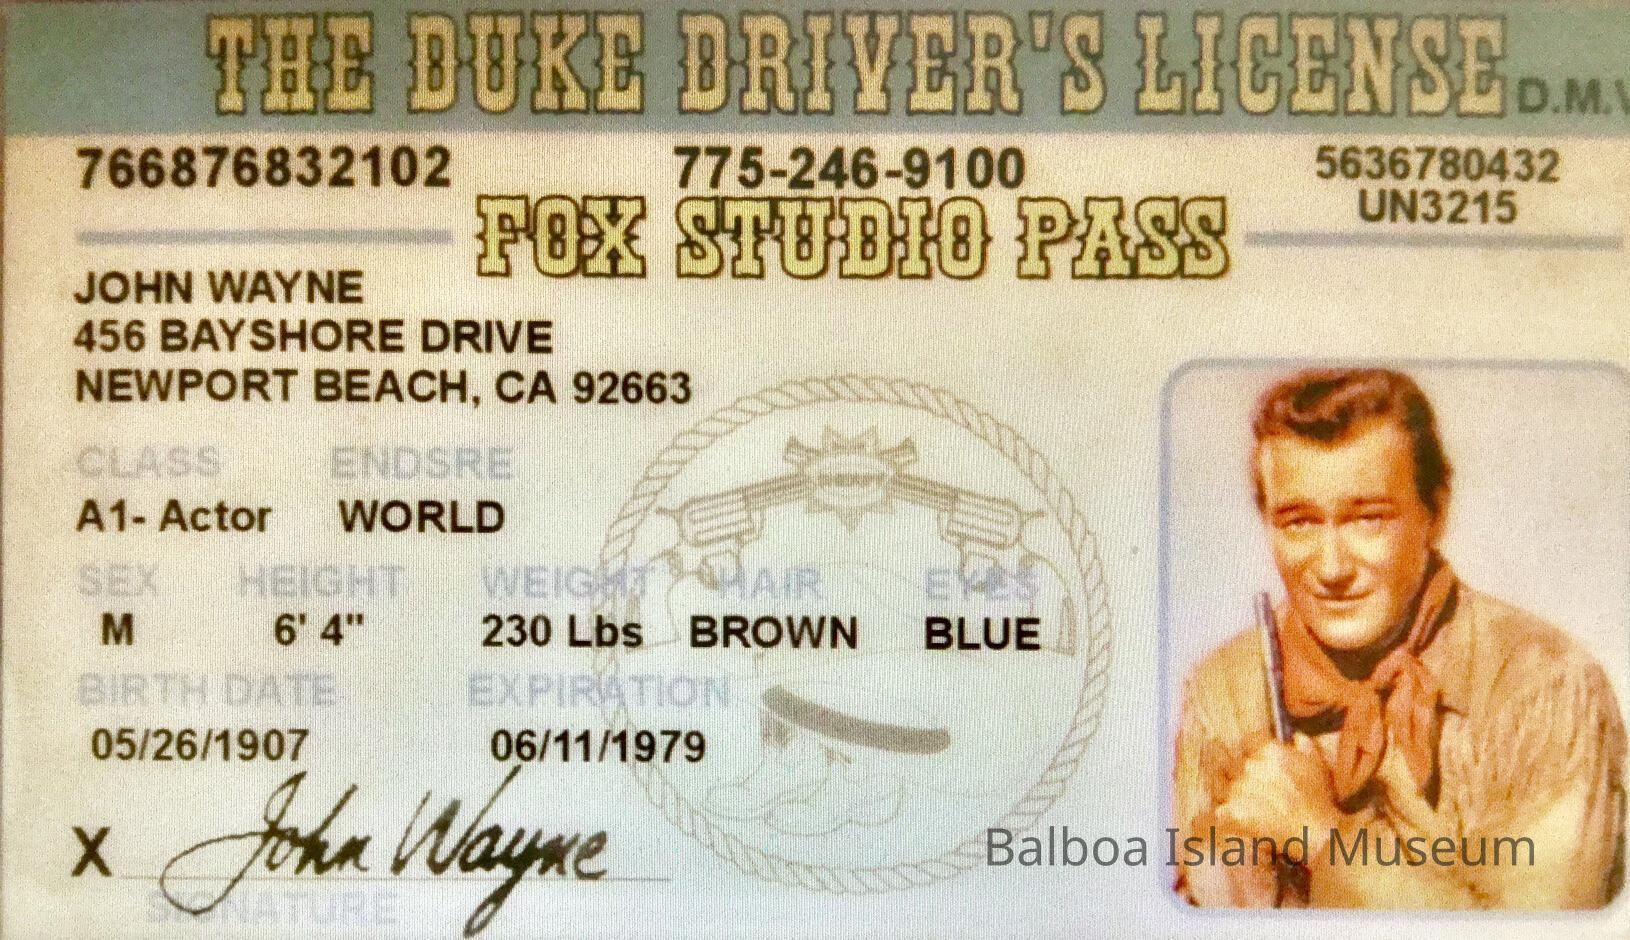 THE DUKE DRIVER'S LICENSE D.M.V
766876832102 775-246-9100 5636780432
UN3215
FOX STUDIO PASS
JOHN WAYNE
456 BAYSHORE DRIVE
NEWPORT BEACH, CA 92663
CLASS ENDSRE
A1- Actor WORLD
SEX HEIGHT WEIGHT HAIR EYES
M 6' 4" 230 Lbs BROWN BLUE
BIRTH DATE EXPIRATION
05/26/1907 06/11/1979
X John Wayne
SIGNATURE
Balboa Island Museum